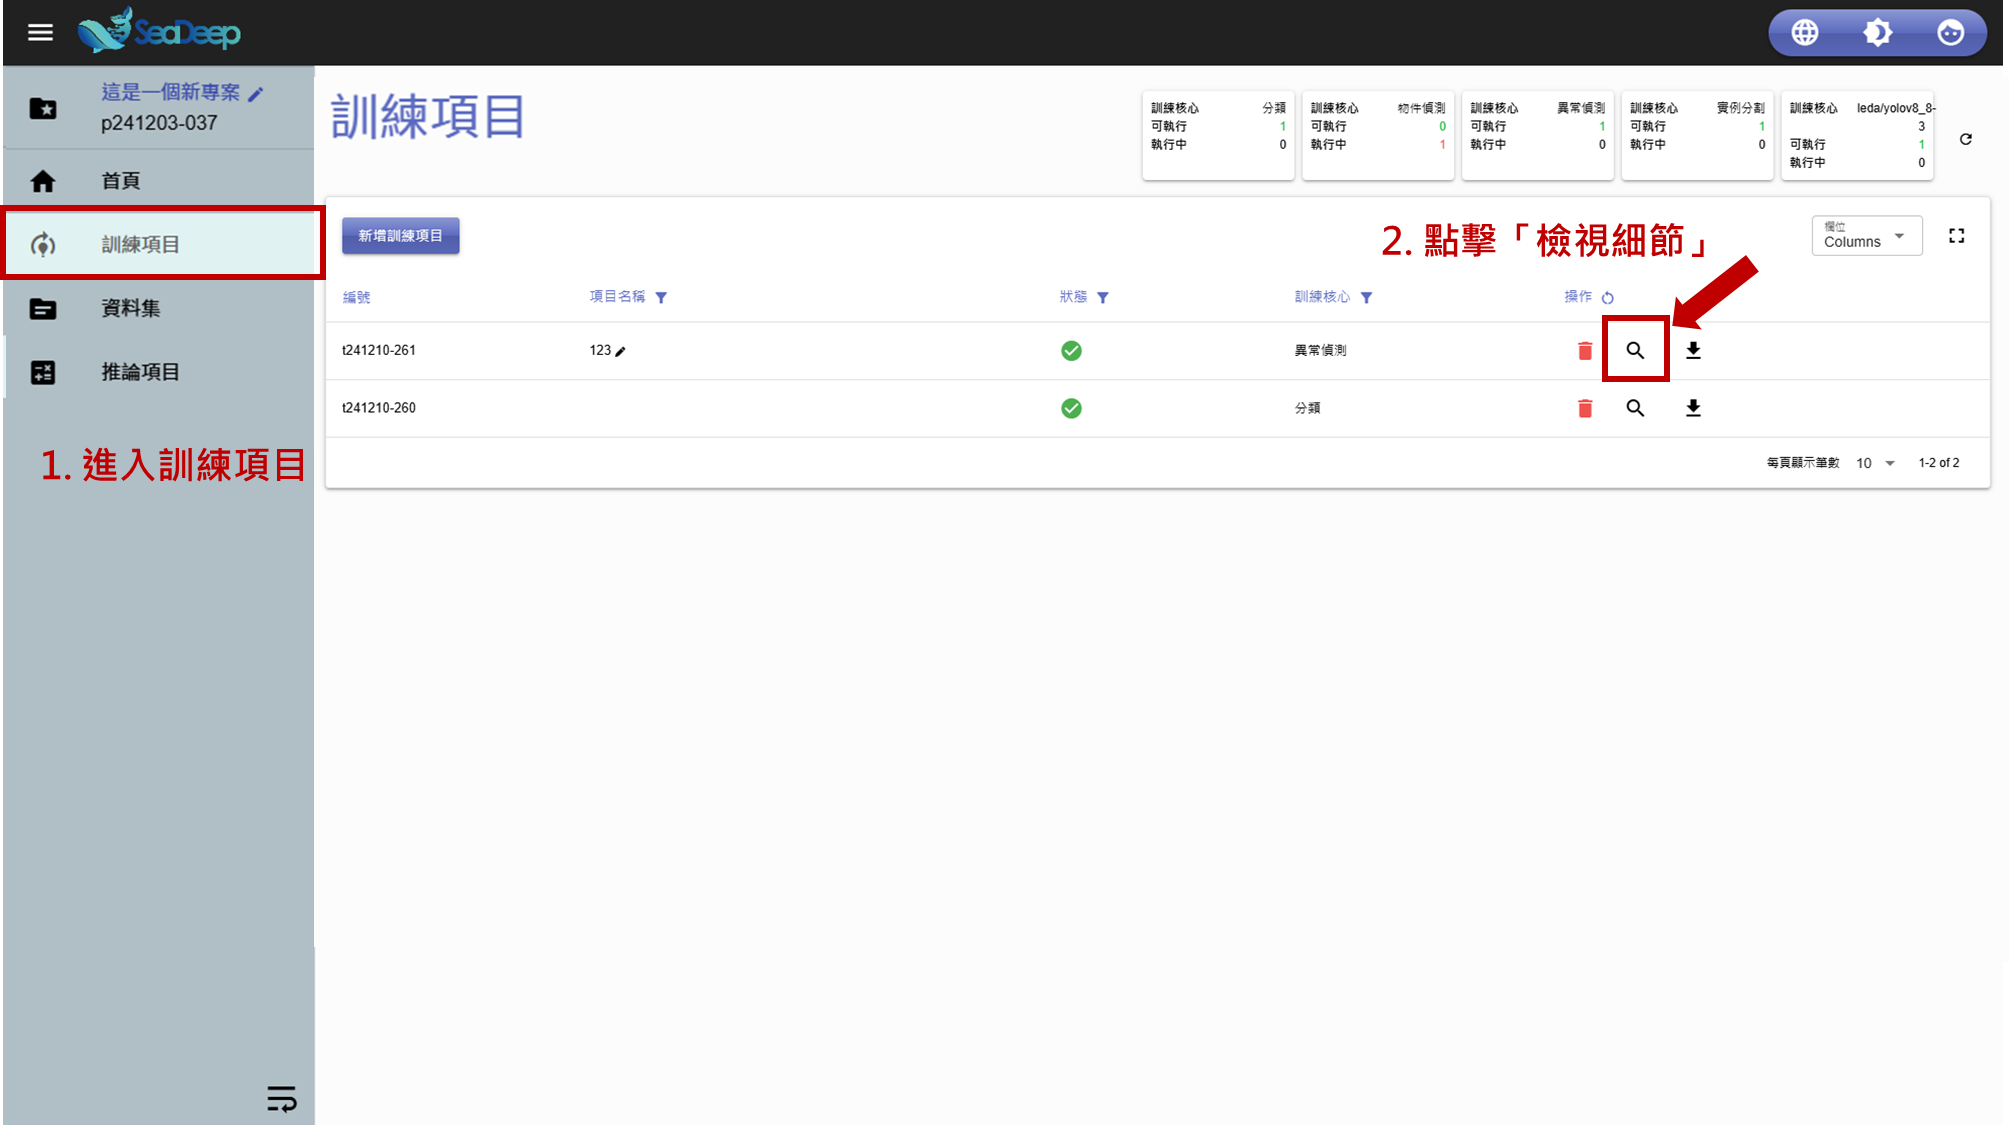 SeaDeep
這是一個新專案
p241203-037
首頁
訓練項目
資料集
推論項目
1. 進入訓練項目
訓練項目
訓練核心 分類
可執行 1
執行中 0
訓練核心 物件偵測
可執行 0
執行中 1
訓練核心 異常偵測
可執行 1
執行中 0
訓練核心 實例分割
可執行 1
執行中 0
訓練核心 leda/yolov8_8-
3
可執行 1
執行中 0
新增訓練項目
2. 點擊「檢視細節」
欄位
Columns
編號 項目名稱 狀態 訓練核心 操作
t241210-261 123 異常偵測
t241210-260 分類
每頁顯示筆數 10 1-2 of 2